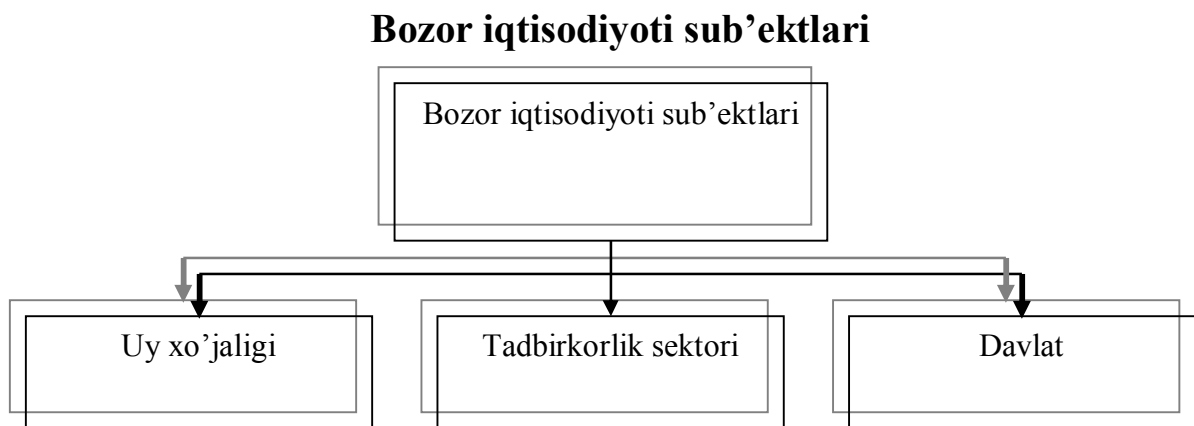 Bozor iqtisodiyoti sub’ektlari
Bozor iqtisodiyoti sub’ektlari
Uy xo’jaligi
Tadbirkorlik sektori
Davlat